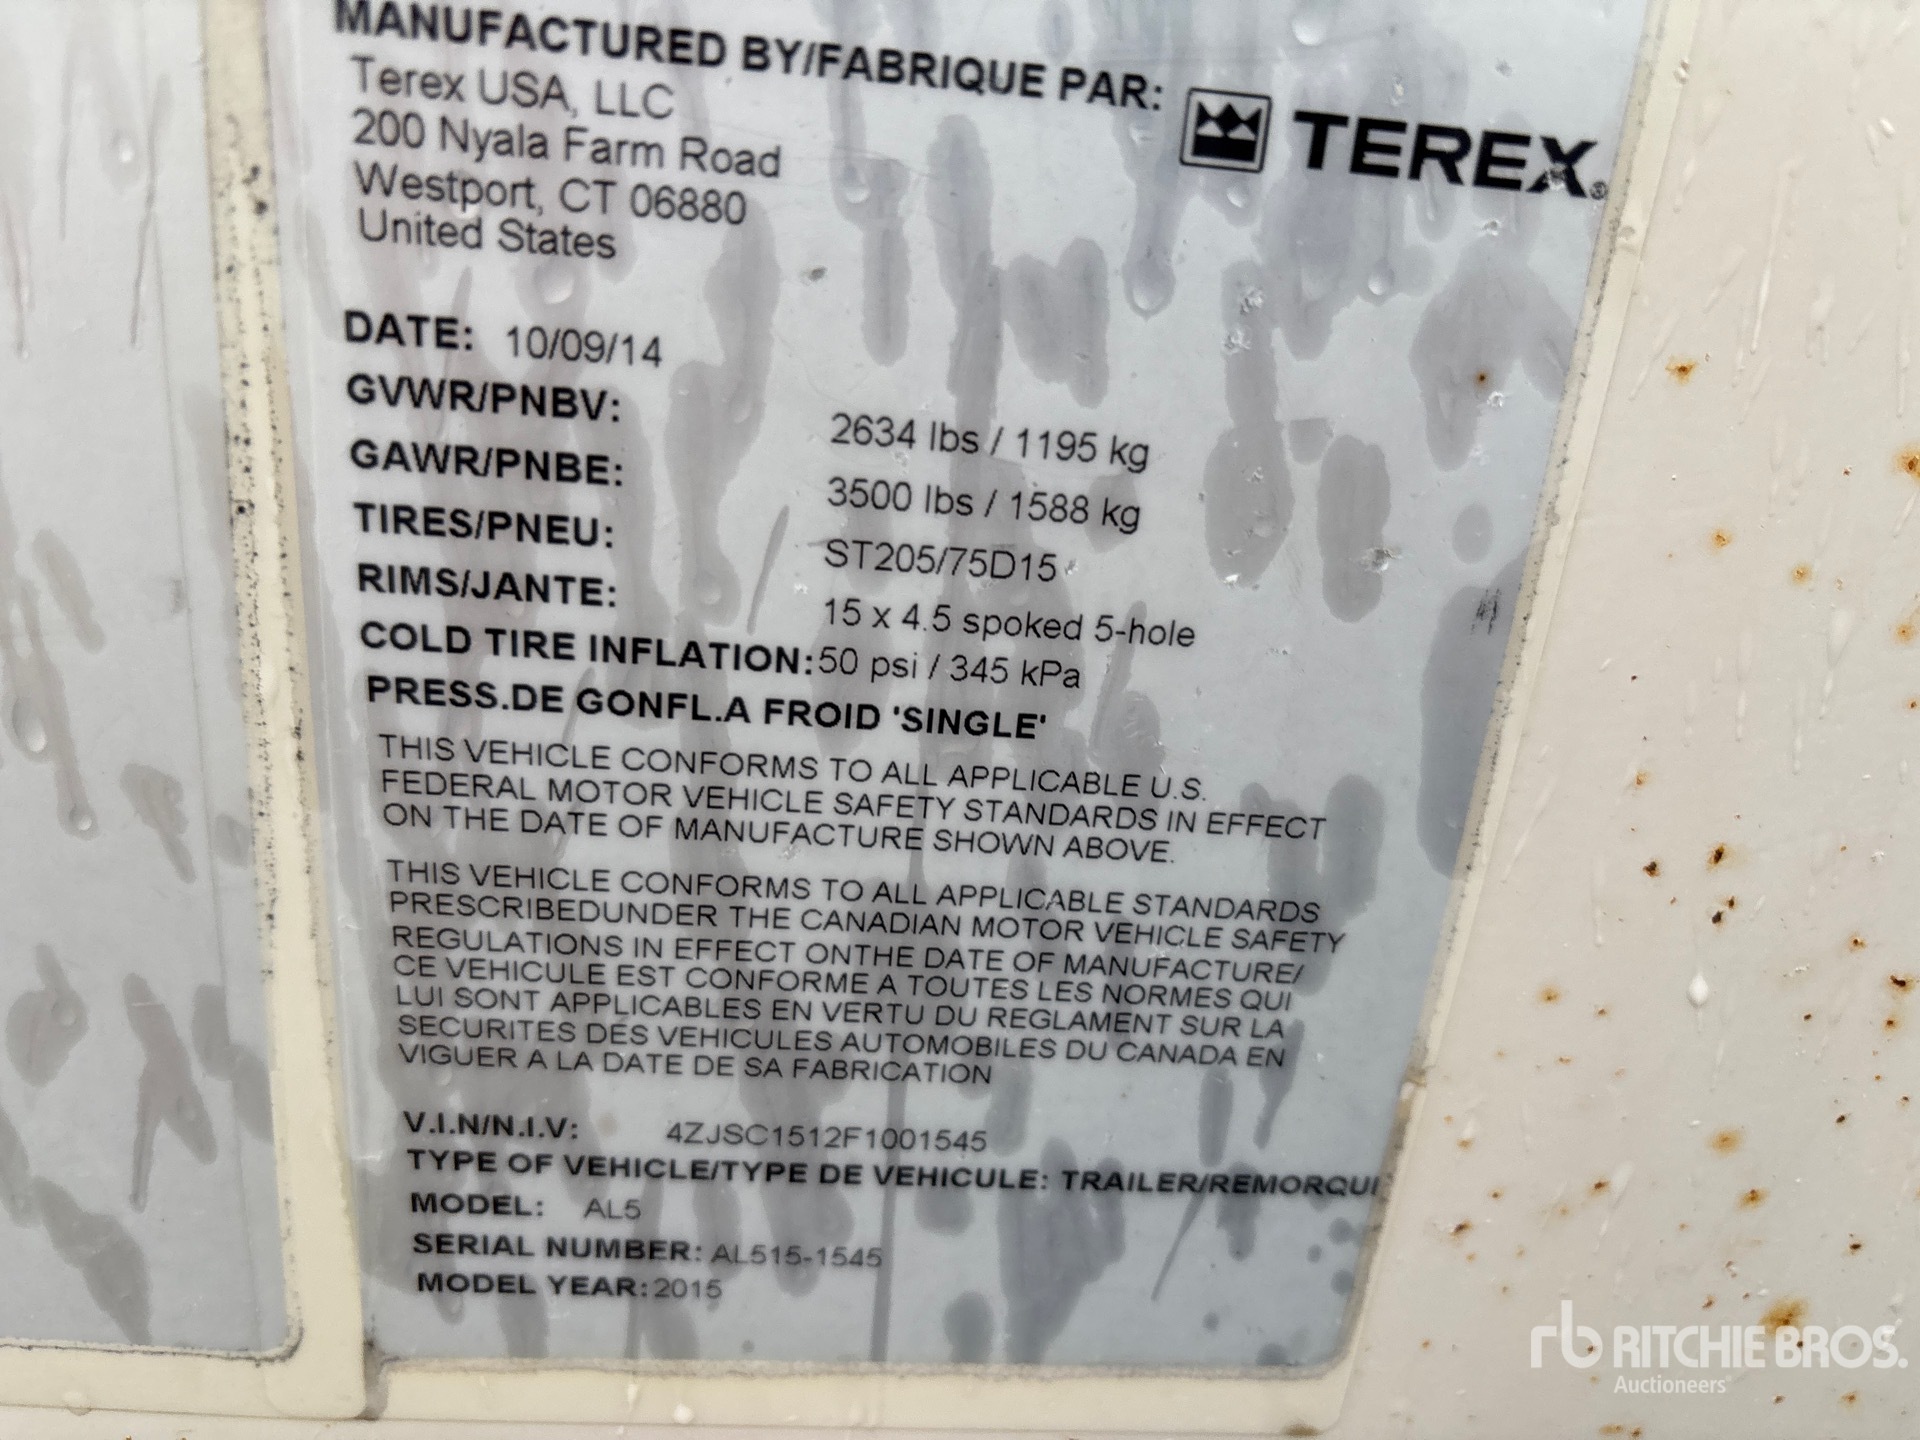 MANUFACTURED BY/FABRIQUE PAR:
TEREX®
Terex USA, LLC
200 Nyala Farm Road
Westport, CT 06880
United States
DATE: 10/09/14
GVWR/PNBV: 2634 lbs / 1195 kg
GAWR/PNBE: 3500 lbs / 1588 kg
TIRES/PNEU: ST205/75D15
RIMS/JANTE: 15 x 4.5 spoked 5-hole
COLD TIRE INFLATION: 50 psi / 345 kPa
PRESS.DE GONFL.A FROID 'SINGLE'
THIS VEHICLE CONFORMS TO ALL APPLICABLE U.S.
FEDERAL MOTOR VEHICLE SAFETY STANDARDS IN EFFECT
ON THE DATE OF MANUFACTURE SHOWN ABOVE.
THIS VEHICLE CONFORMS TO ALL APPLICABLE STANDARDS
PRESCRIBEDUNDER THE CANADIAN MOTOR VEHICLE SAFETY
REGULATIONS IN EFFECT ONTHE DATE OF MANUFACTURE/
CE VEHICULE EST CONFORME A TOUTES LES NORMES QUI
LUI SONT APPLICABLES EN VERTU DU REGLAMENT SUR LA
SECURITES DES VEHICULES AUTOMOBILES DU CANADA EN
VIGUER A LA DATE DE SA FABRICATION
V.I.N/N.I.V: 4ZJSC1512F1001545
TYPE OF VEHICLE/TYPE DE VEHICULE: TRAILER/REMORQUI
MODEL: AL5
SERIAL NUMBER: AL515-1545
MODEL YEAR: 2015
rb RITCHIE BROS.
Auctioneers